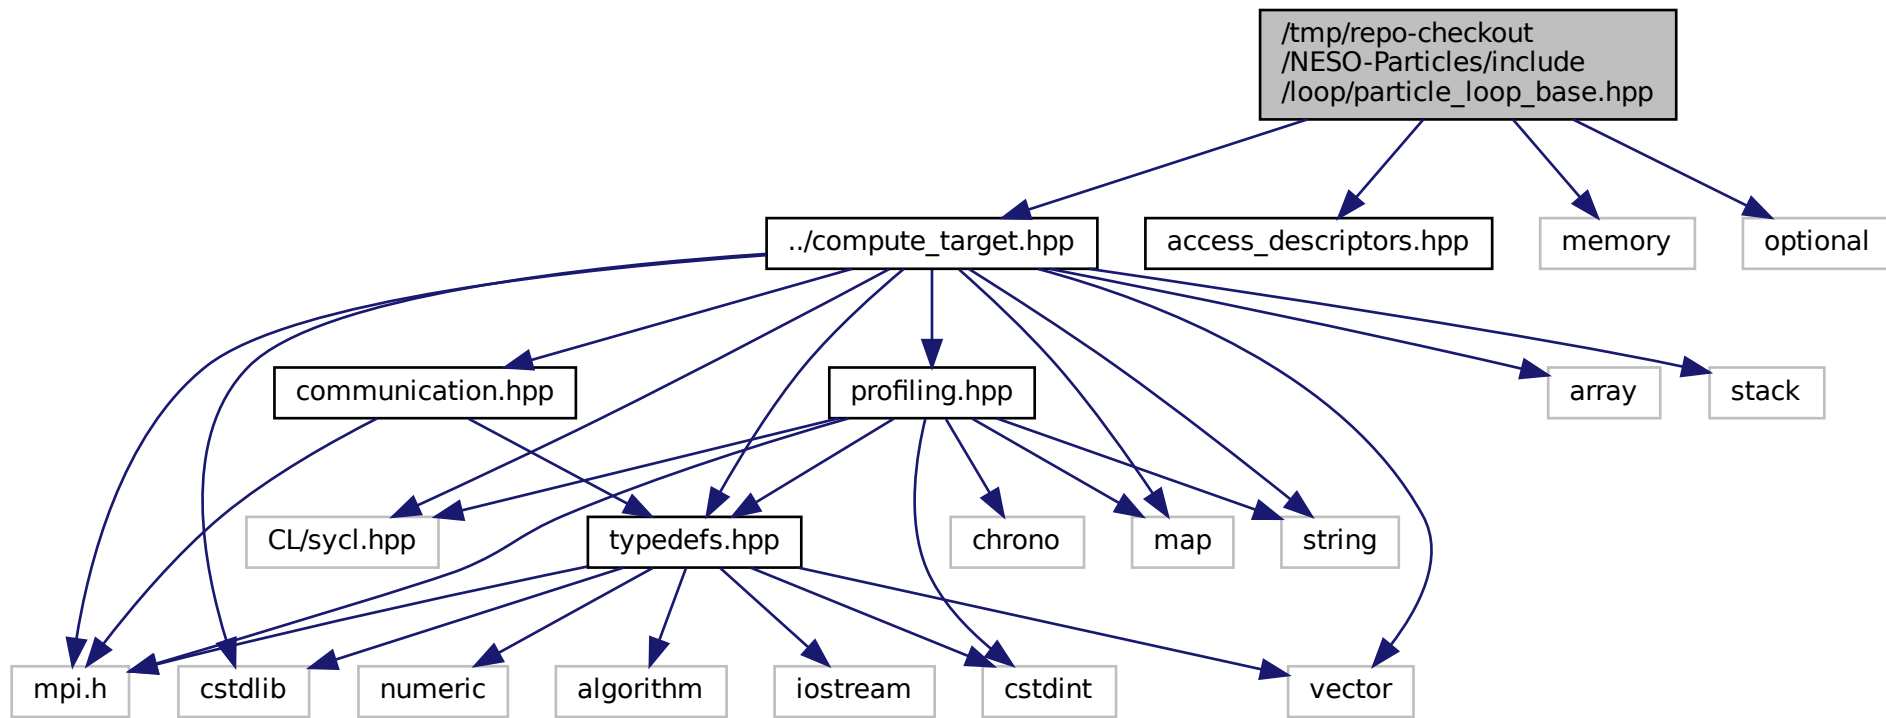 /tmp/repo-checkout
/NESO-Particles/include
/loop/particle_loop_base.hpp
../compute_target.hpp
access_descriptors.hpp
memory
optional
communication.hpp
profiling.hpp
array
stack
CL/sycl.hpp
typedefs.hpp
chrono
map
string
mpi.h
cstdlib
numeric
algorithm
iostream
cstdint
vector